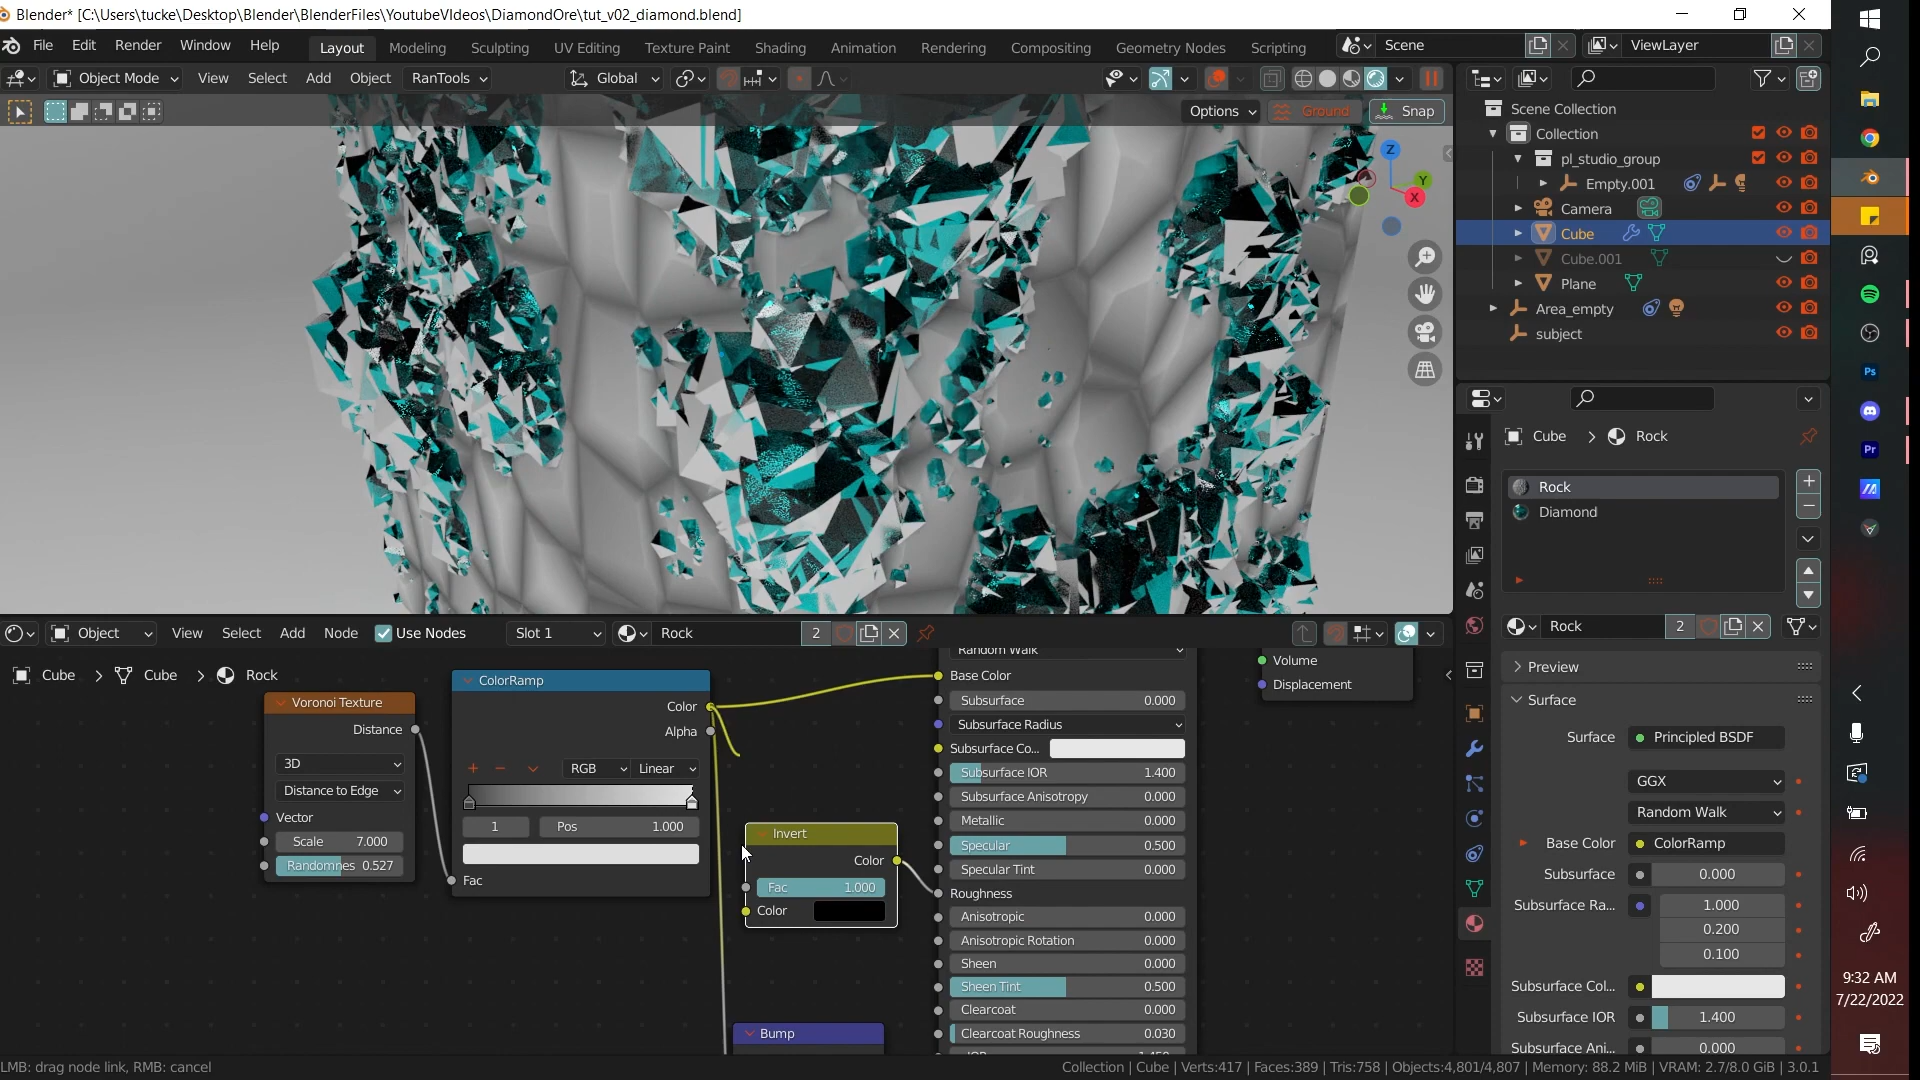 Blender* [C:\Users\tucke\Desktop\Blender\BlenderFiles\YoutubeVIdeos\DiamondOre\tut_v02_diamond.blend]
File Edit Render Window Help Layout Modeling Sculpting UV Editing Texture Paint Shading Animation Rendering Compositing Geometry Nodes Scripting Scene ViewLayer
Object Mode View Select Add Object RanTools Global
Options Ground Snap
Z
Y
X
Scene Collection
Collection
pl_studio_group
Empty.001
Camera
Cube
Cube.001
Plane
Area_empty
subject
Cube > Rock
Rock
Diamond
Rock 2
Preview
Surface
Surface Principled BSDF
GGX
Random Walk
Base Color ColorRamp
Subsurface 0.000
Subsurface Ra... 1.000
0.200
0.100
Subsurface Col...
Subsurface IOR 1.400
Subsurface Ani... 0.000
Object View Select Add Node Use Nodes Slot 1 Rock 2
Cube > Cube > Rock
Voronoi Texture
Distance
3D
Distance to Edge
Vector
Scale 7.000
Randomnes 0.527
ColorRamp
Color
Alpha
+ − RGB Linear
1 Pos 1.000
Fac
Invert
Color
Fac 1.000
Color
Bump
Random Walk
Base Color
Subsurface 0.000
Subsurface Radius
Subsurface Co...
Subsurface IOR 1.400
Subsurface Anisotropy 0.000
Metallic 0.000
Specular 0.500
Specular Tint 0.000
Roughness
Anisotropic 0.000
Anisotropic Rotation 0.000
Sheen 0.000
Sheen Tint 0.500
Clearcoat 0.000
Clearcoat Roughness 0.030
IOR 1.450
Volume
Displacement
LMB: drag node link, RMB: cancel
Collection | Cube | Verts:417 | Faces:389 | Tris:758 | Objects:4,801/4,807 | Memory: 88.2 MiB | VRAM: 2.7/8.0 GiB | 3.0.1
Ps
Pr
9:32 AM
7/22/2022